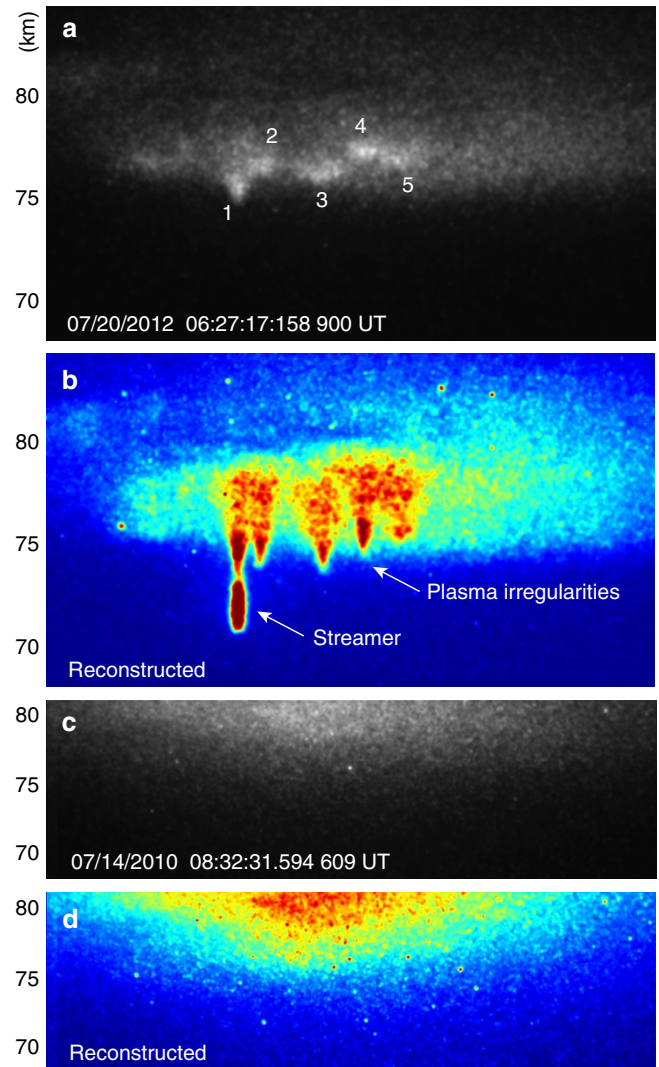 (km)
a
80
4
2
75
5
3
1
70
07/20/2012 06:27:17:158 900 UT
b
80
75
Plasma irregularities
Streamer
70
Reconstructed
80
c
75
70
07/14/2010 08:32:31.594 609 UT
80
d
75
70
Reconstructed